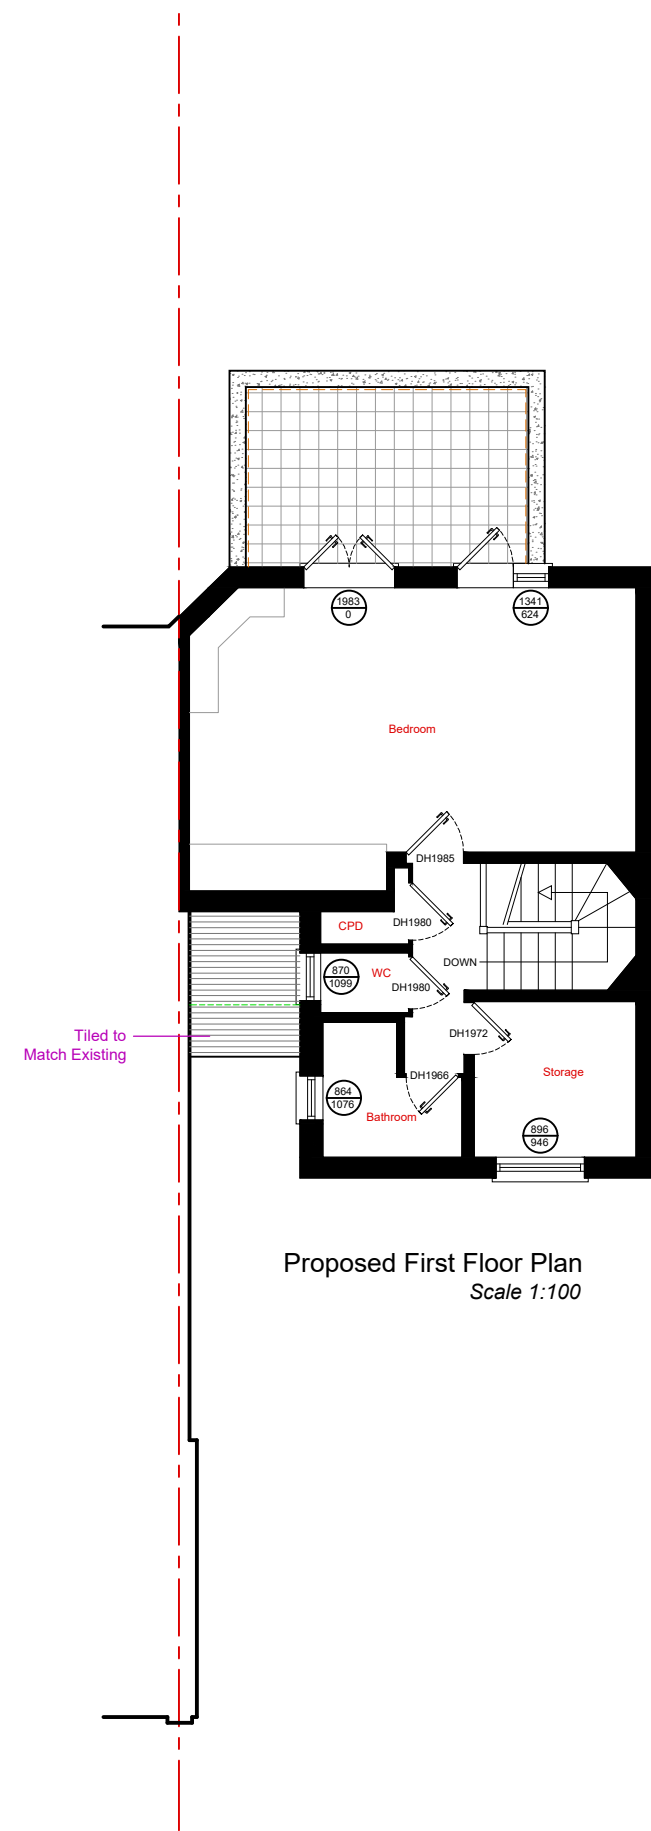 1983
0
1341
624
Bedroom
DH1985
CPD
DH1980
870
1099
WC
DH1980
DOWN
Tiled to
Match Existing
DH1972
DH1966
Storage
864
1076
Bathroom
896
946
Proposed First Floor Plan
Scale 1:100